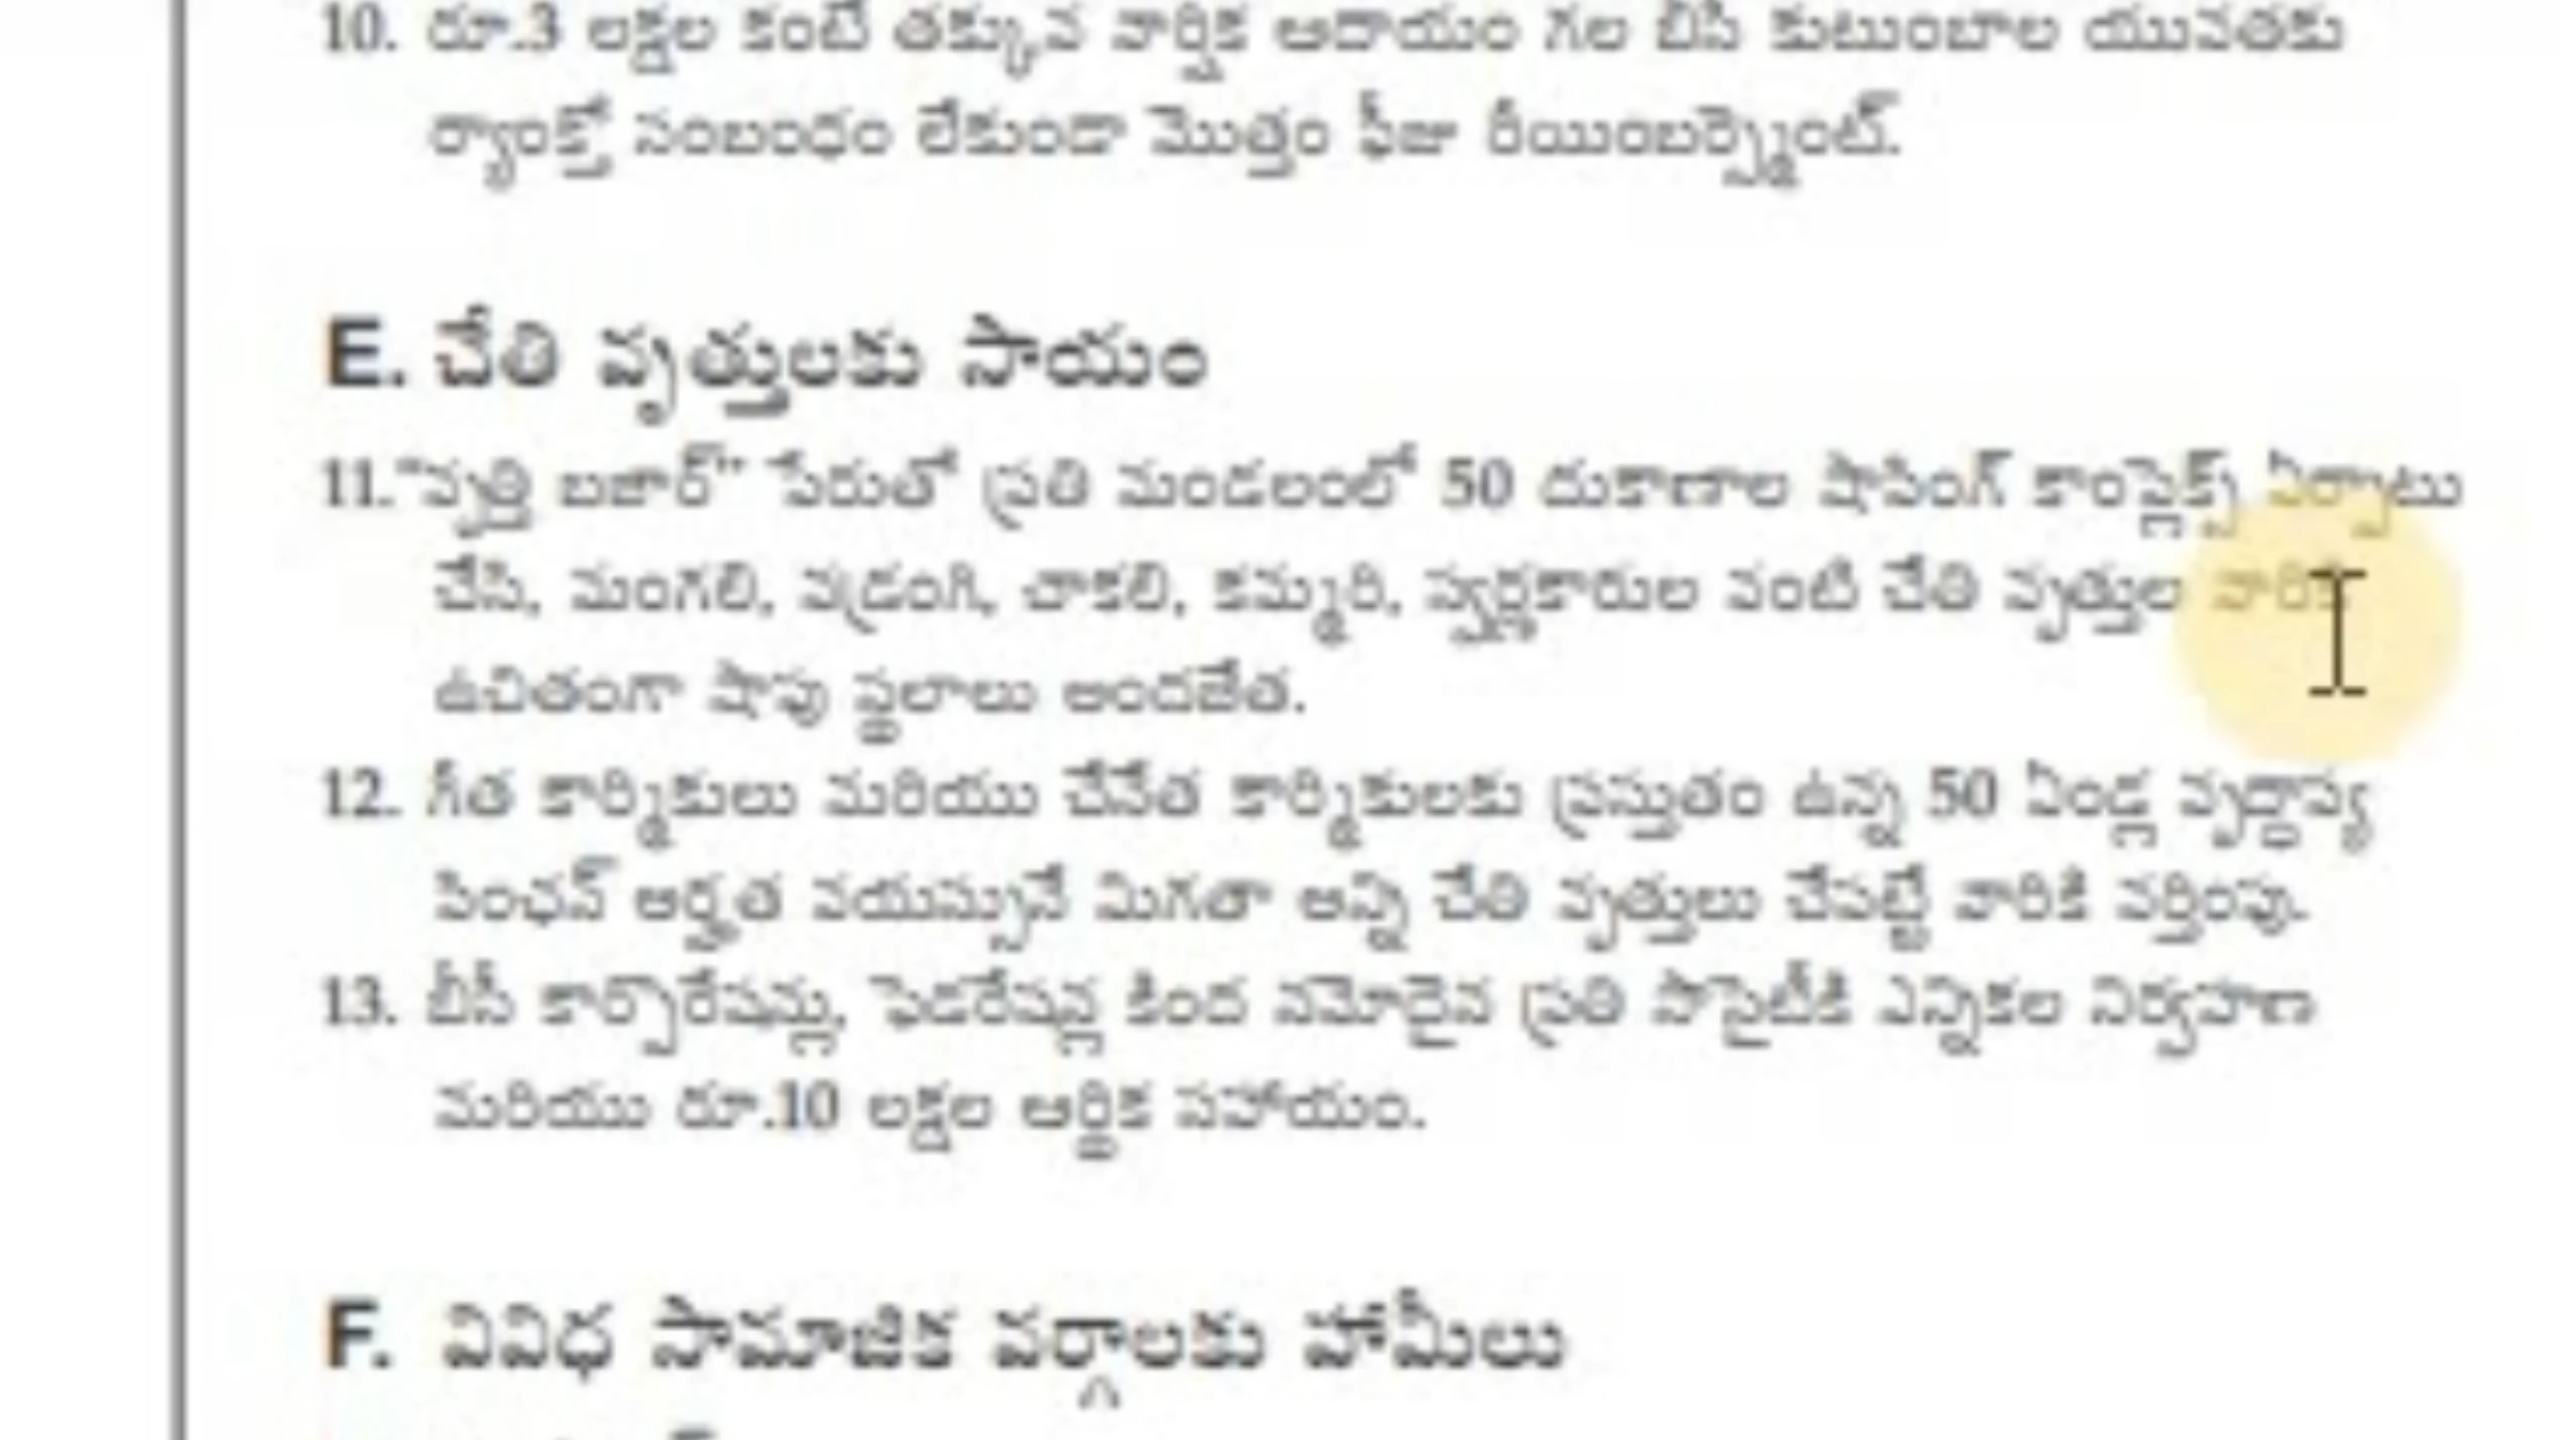 10. రూ.3 లక్షల కంటే తక్కువ వార్షిక ఆదాయం గల బీసీ కుటుంబాల యువతకు
ర్యాంక్తో సంబంధం లేకుండా మొత్తం ఫీజు రీయింబర్స్మెంట్.
E. చేతి వృత్తులకు సాయం
11."వృత్తి బజార్" పేరుతో ప్రతి మండలంలో 50 దుకాణాల షాపింగ్ కాంప్లెక్స్ ఏర్పాటు
చేసి, మంగలి, వడ్రంగి, చాకలి, కమ్మరి, స్వర్ణకారుల వంటి చేతి వృత్తుల వారికి
ఉచితంగా షాపు స్థలాలు అందజేత.
12. గీత కార్మికులు మరియు చేనేత కార్మికులకు ప్రస్తుతం ఉన్న 50 ఏండ్ల వృద్ధాప్య
పింఛన్ అర్హత వయస్సునే మిగతా అన్ని చేతి వృత్తులు చేపట్టే వారికి వర్తింపు.
13. బీసీ కార్పొరేషన్లు, ఫెడరేషన్ల కింద నమోదైన ప్రతి సొసైటీకి ఎన్నికల నిర్వహణ
మరియు రూ.10 లక్షల ఆర్థిక సహాయం.
F. వివిధ సామాజిక వర్గాలకు హామీలు